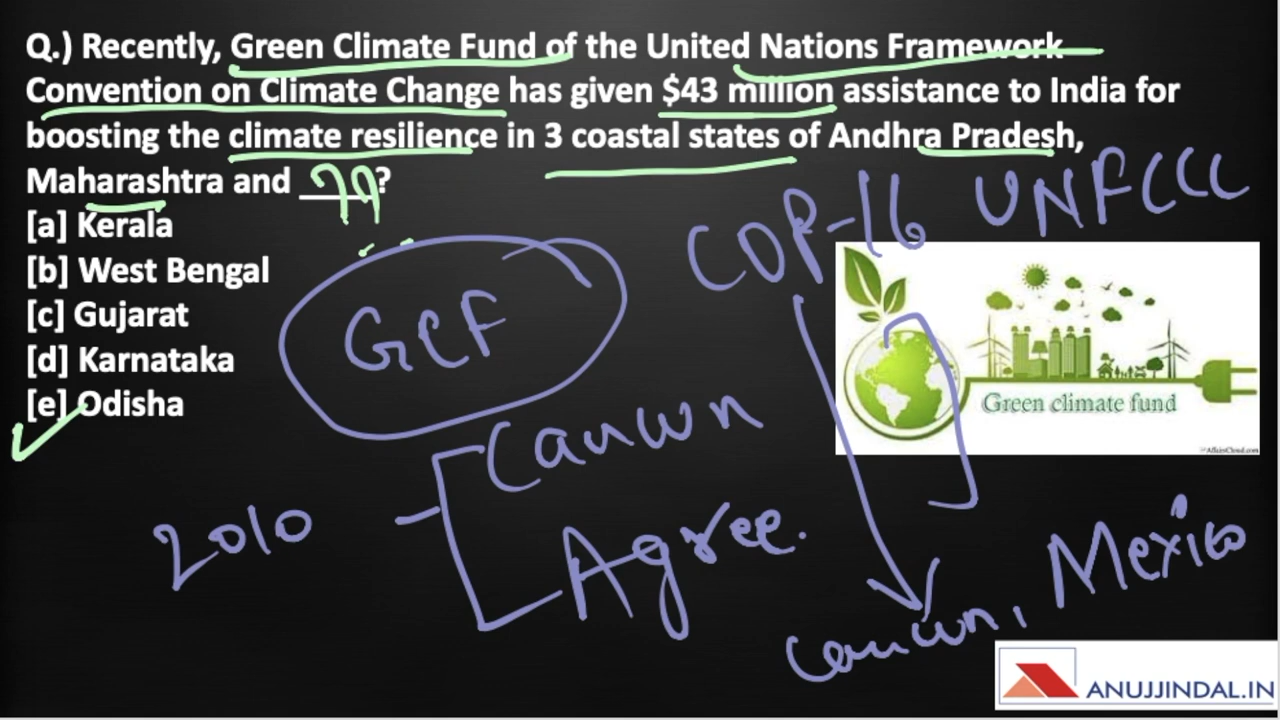 Q.) Recently, Green Climate Fund of the United Nations Framework
Convention on Climate Change has given $43 million assistance to India for
boosting the climate resilience in 3 coastal states of Andhra Pradesh,
Maharashtra and ____? ??
[a] Kerala
[b] West Bengal
[c] Gujarat
[d] Karnataka
[e] Odisha
COP-16 UNFCCC
GCF
Green climate fund
AffairsCloud.com
2010
Cancun
Agree.
Cancun, Mexico
ANUJJINDAL.IN